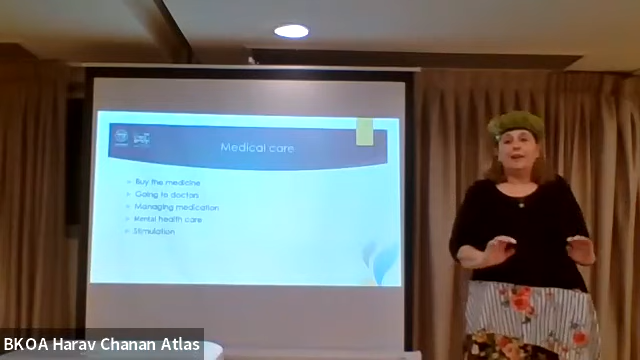 Medical care
Buy the medicine
Going to doctors
Managing medication
Mental health care
Stimulation
BKOA Harav Chanan Atlas